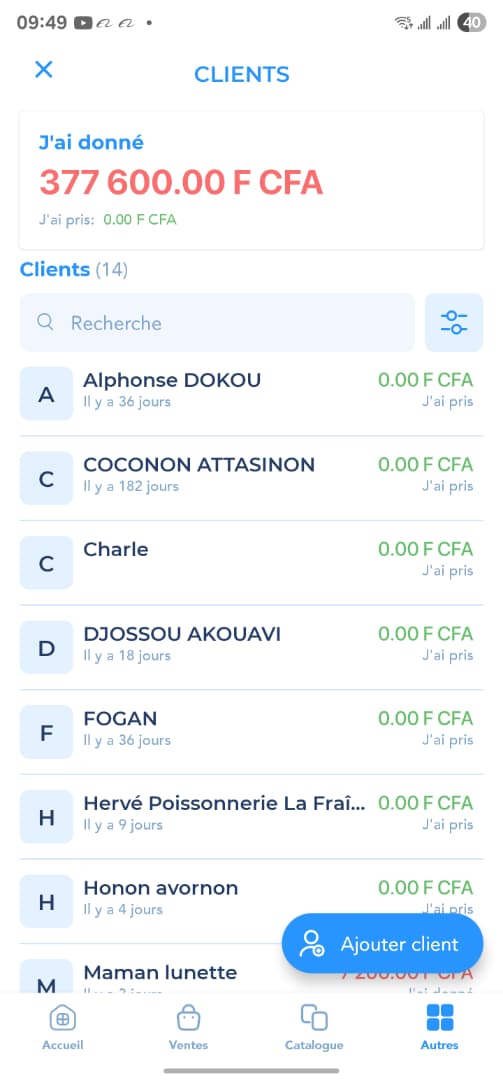 09:49
40
CLIENTS
J'ai donné
377 600.00 F CFA
J'ai pris: 0.00 F CFA
Clients (14)
Recherche
A
Alphonse DOKOU
0.00 F CFA
Il y a 36 jours
J'ai pris
C
COCONON ATTASINON
0.00 F CFA
Il y a 182 jours
J'ai pris
C
Charle
0.00 F CFA
J'ai pris
D
DJOSSOU AKOUAVI
0.00 F CFA
Il y a 18 jours
J'ai pris
F
FOGAN
0.00 F CFA
Il y a 36 jours
J'ai pris
H
Hervé Poissonnerie La Fraî...
0.00 F CFA
Il y a 9 jours
J'ai pris
H
Honon avornon
0.00 F CFA
Il y a 4 jours
J'ai pris
Ajouter client
M
Maman lunette
F CFA
Accueil
Ventes
Catalogue
Autres